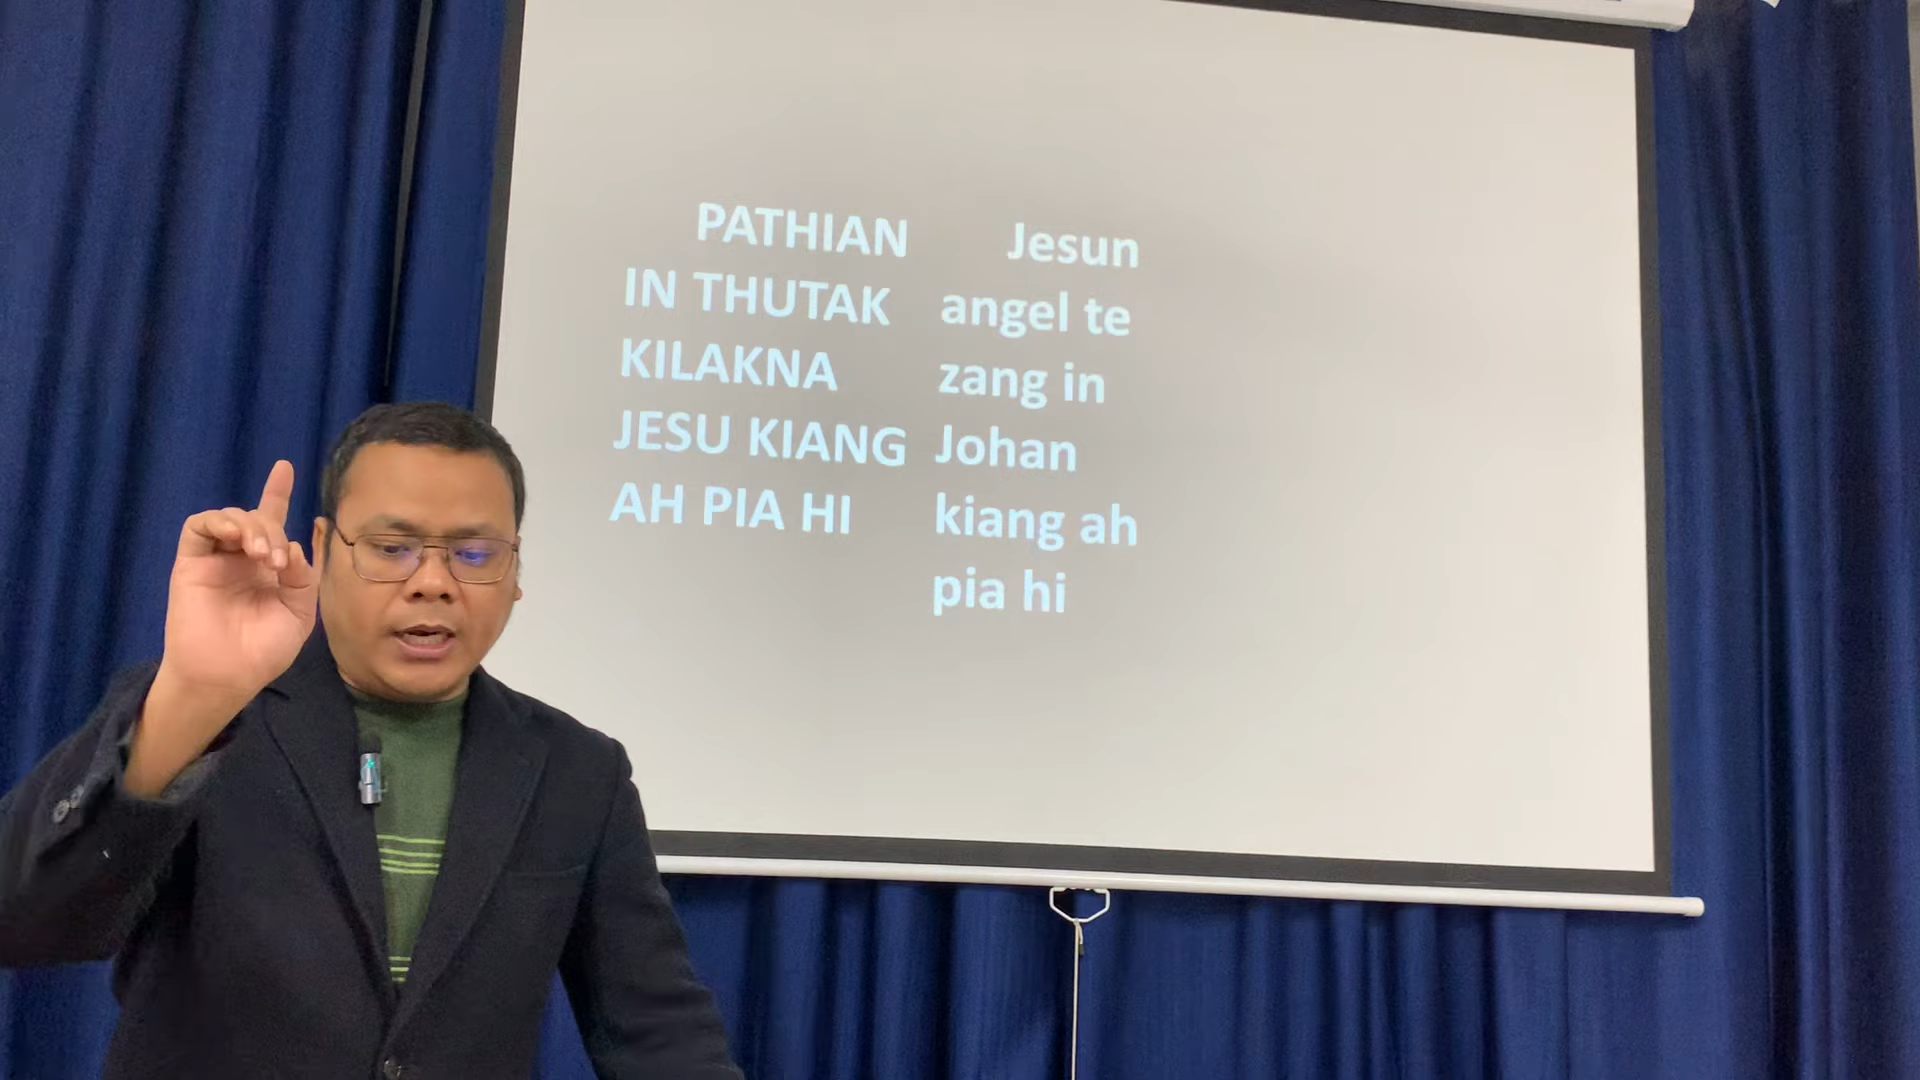 PATHIAN
IN THUTAK
KILAKNA
JESU KIANG
AH PIA HI
Jesun
angel te
zang in
Johan
kiang ah
pia hi